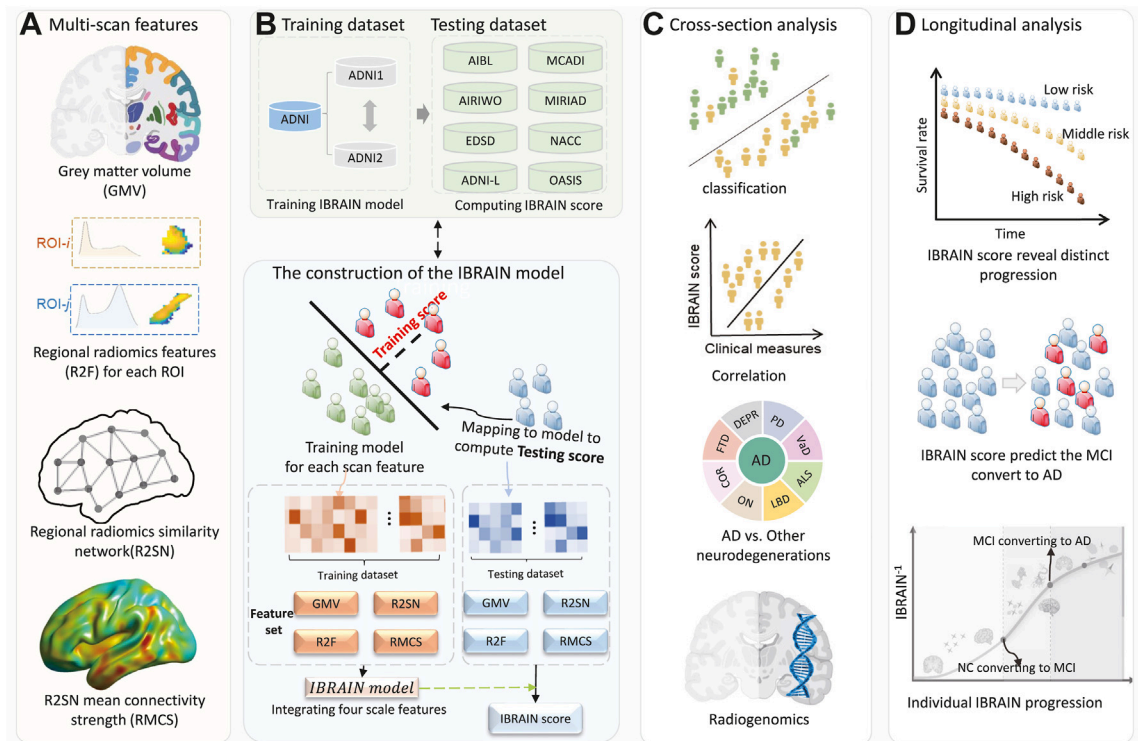 A Multi-scan features
Grey matter volume
(GMV)
ROI-i
ROI-j
Regional radiomics features
(R2F) for each ROI
Regional radiomics similarity
network(R2SN)
R2SN mean connectivity
strength (RMCS)
B Training dataset
Testing dataset
ADNI
ADNI1
ADNI2
Training IBRAIN model
AIBL
MCADI
AIRIWO
MIRIAD
EDSD
NACC
ADNI-L
OASIS
Computing IBRAIN score
The construction of the IBRAIN model
Training score
Training model
for each scan feature
Mapping to model to
compute Testing score
Training dataset
Testing dataset
Feature
set
GMV
R2SN
R2F
RMCS
GMV
R2SN
R2F
RMCS
IBRAIN model
Integrating four scale features
IBRAIN score
C Cross-section analysis
classification
IBRAIN score
Clinical measures
Correlation
AD
DEPR
PD
VaD
ALS
LBD
ON
COR
FTD
AD vs. Other
neurodegenerations
Radiogenomics
D Longitudinal analysis
Survival rate
Low risk
Middle risk
High risk
Time
IBRAIN score reveal distinct
progression
IBRAIN score predict the MCI
convert to AD
IBRAIN-1
MCI converting to AD
NC converting to MCI
Individual IBRAIN progression